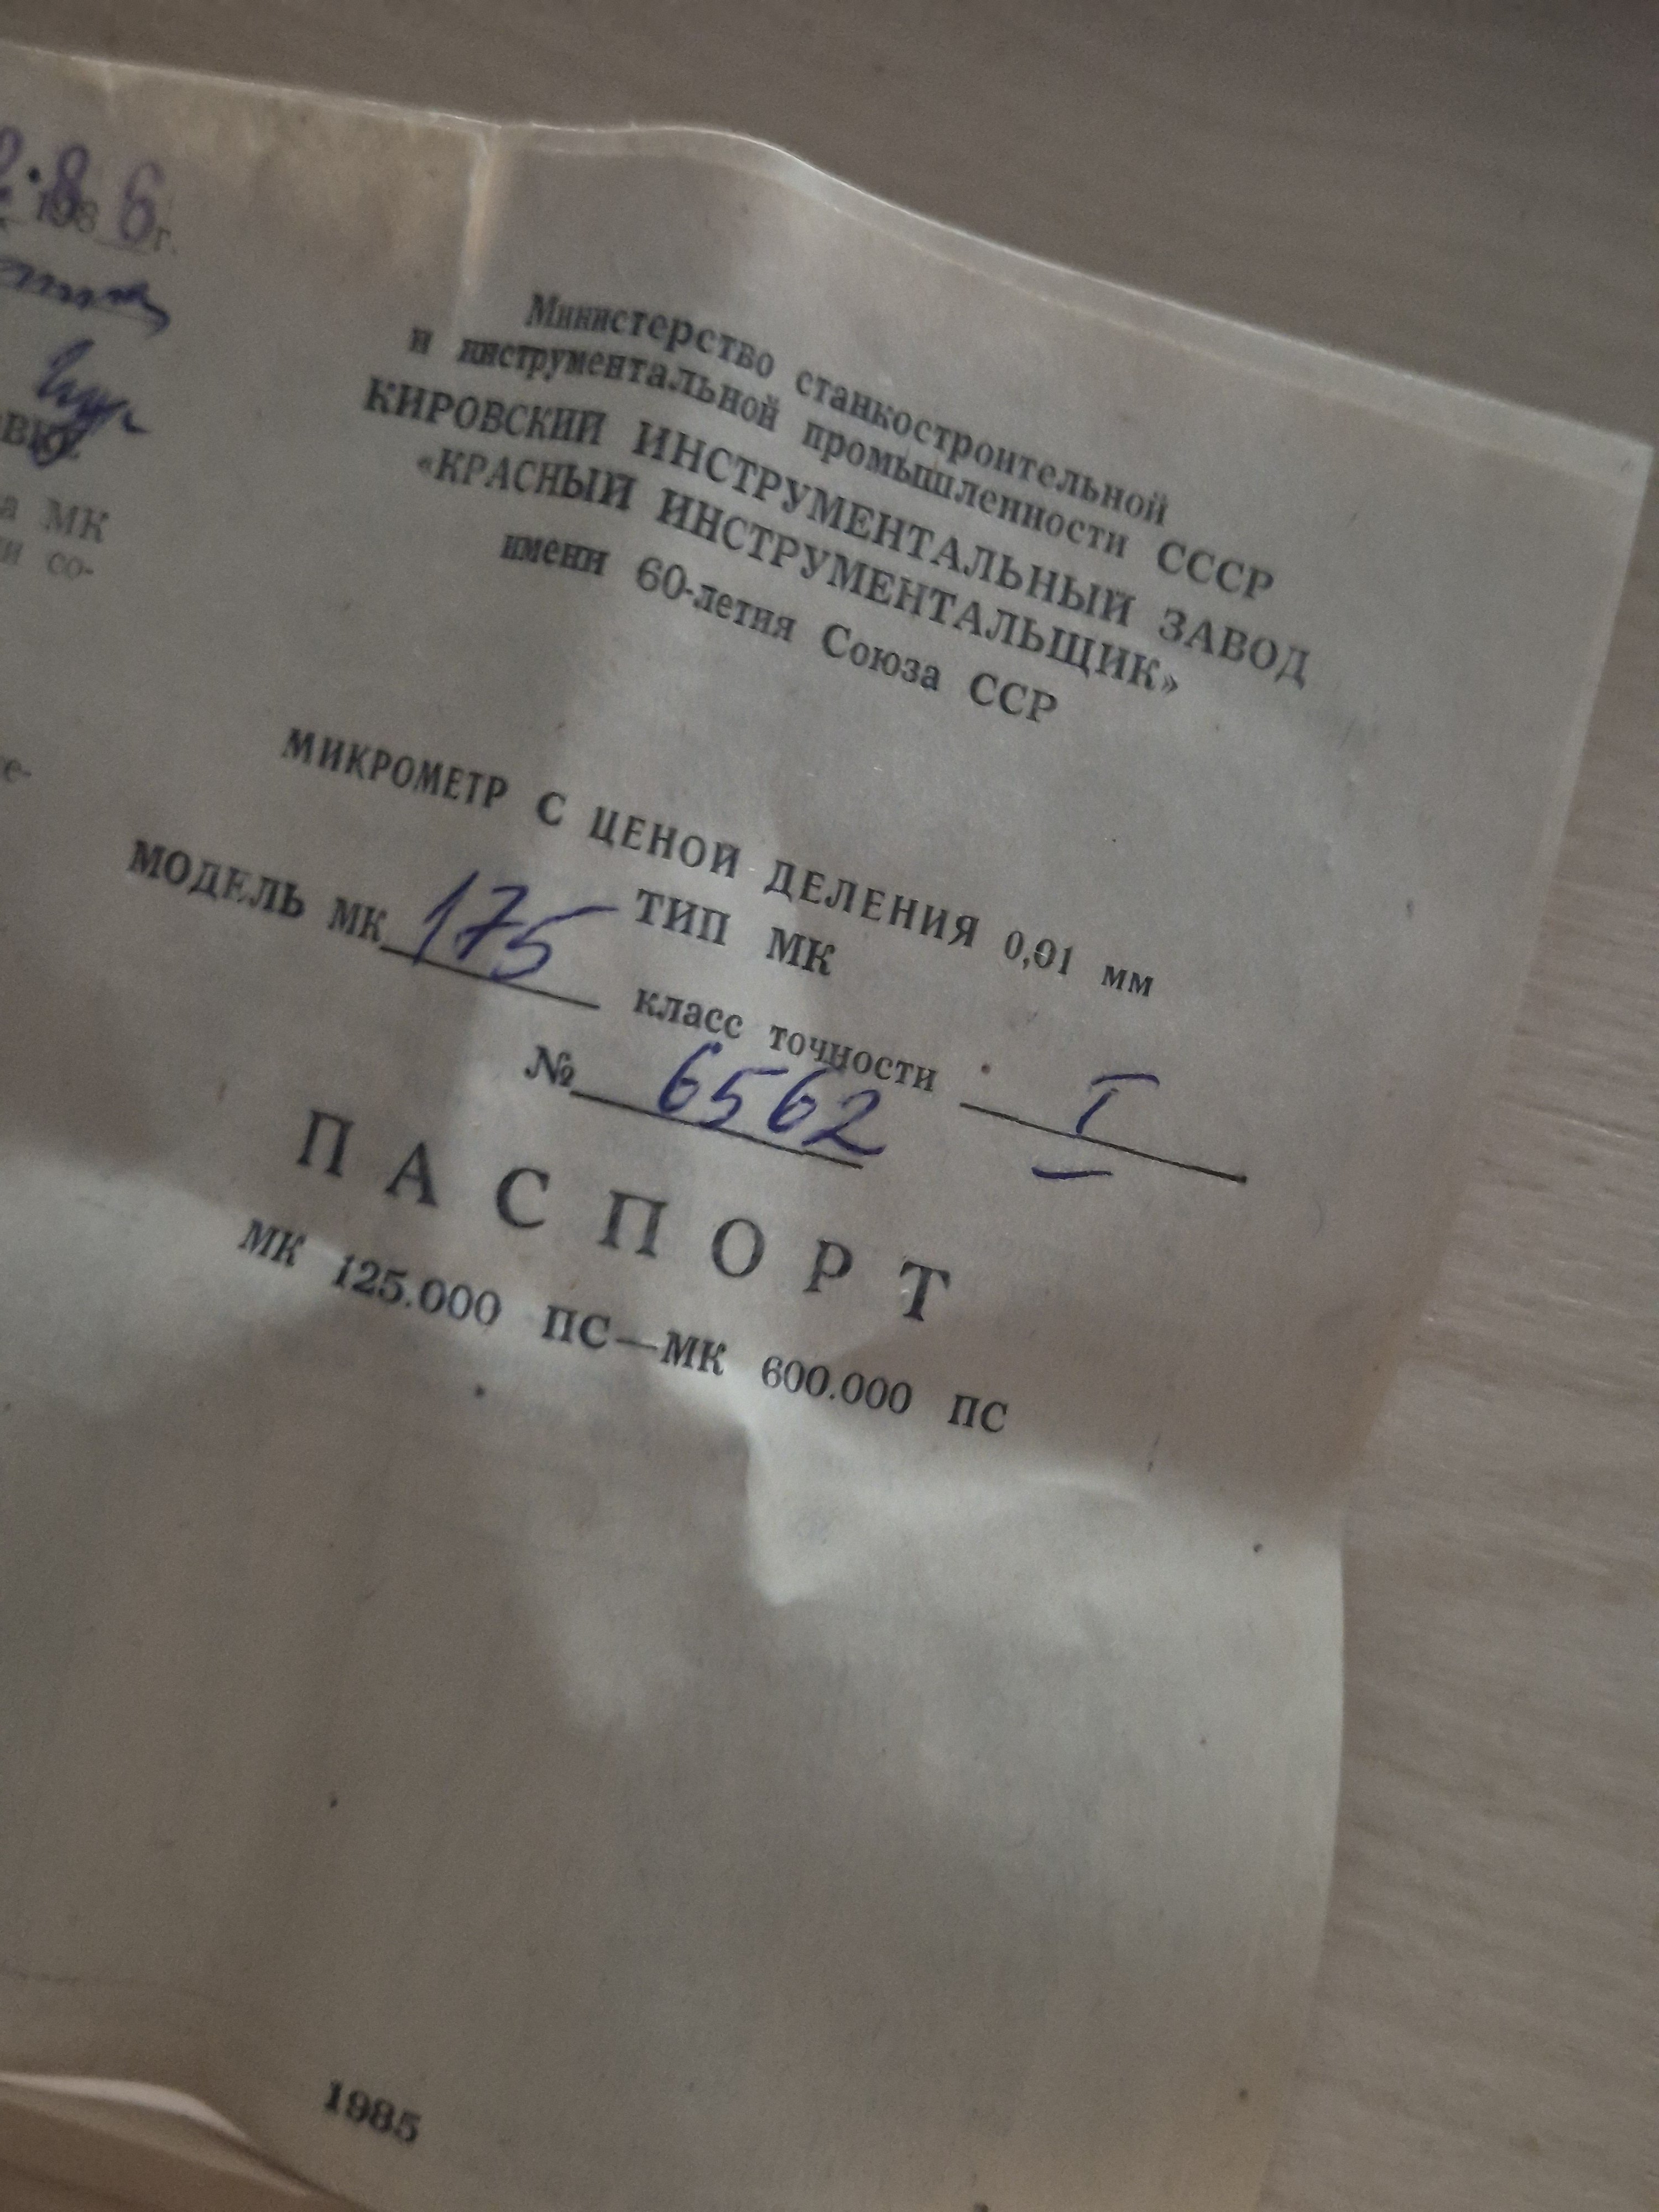 2.86
198 г.
а МК
и со-
Министерство станкостроительной
и инструментальной промышленности СССР
КИРОВСКИЙ ИНСТРУМЕНТАЛЬНЫЙ ЗАВОД
«КРАСНЫЙ ИНСТРУМЕНТАЛЬЩИК»
имени 60-летия Союза ССР
МИКРОМЕТР С ЦЕНОЙ ДЕЛЕНИЯ 0,01 мм
ТИП МК
МОДЕЛЬ МК 175 класс точности I
№ 6562
ПАСПОРТ
МК 125.000 ПС—МК 600.000 ПС
1985